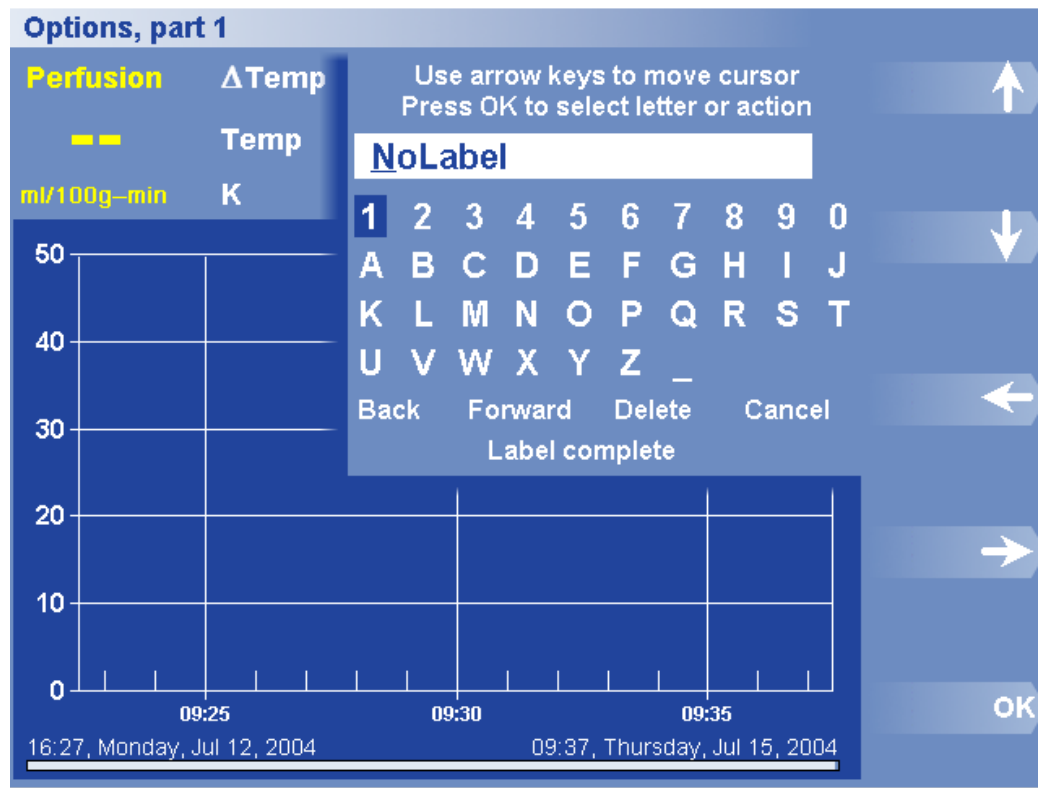 Options, part 1
Perfusion ΔTemp
-- Temp
ml/100g–min K
Use arrow keys to move cursor
Press OK to select letter or action
NoLabel
1 2 3 4 5 6 7 8 9 0
A B C D E F G H I J
K L M N O P Q R S T
U V W X Y Z _
Back Forward Delete Cancel
Label complete
50
40
30
20
10
0
09:25 09:30 09:35
16:27, Monday, Jul 12, 2004 09:37, Thursday, Jul 15, 2004
OK